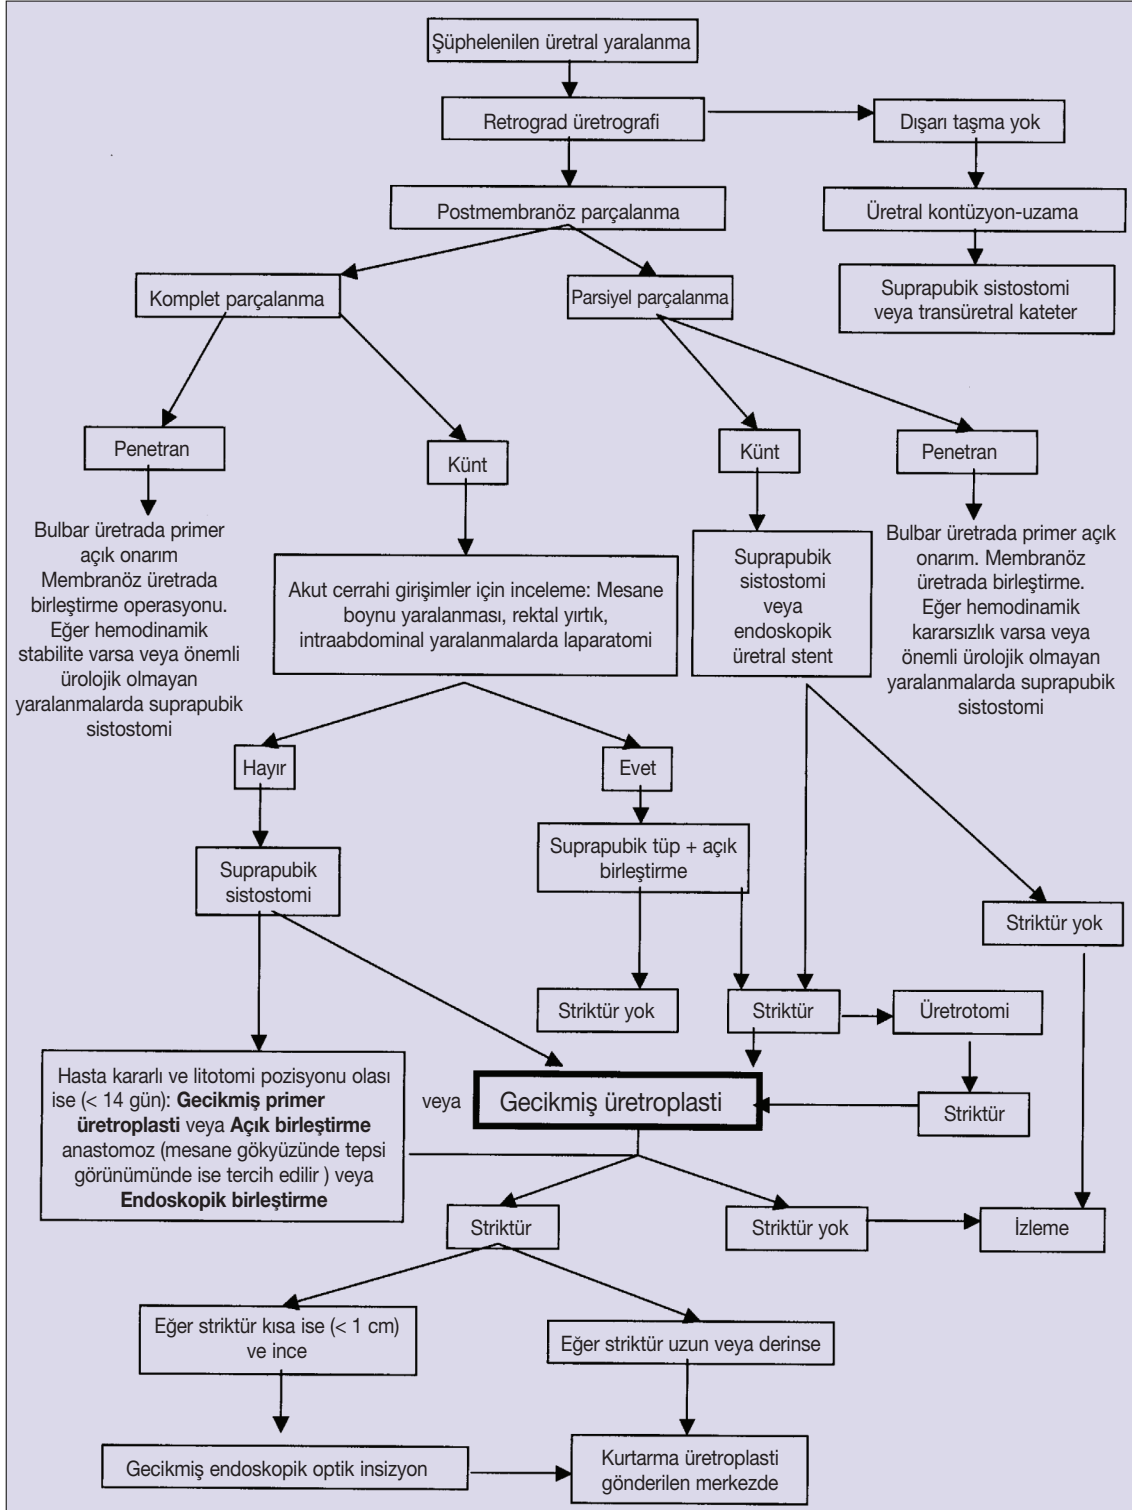 Şüphelenilen üretral yaralanma
Retrograd üretrografi
Dışarı taşma yok
Postmembranöz parçalanma
Üretral kontüzyon-uzama
Komplet parçalanma
Parsiyel parçalanma
Suprapubik sistostomi
veya transüretral kateter
Penetran
Künt
Künt
Penetran
Bulbar üretrada primer
açık onarım
Membranöz üretrada
birleştirme operasyonu.
Eğer hemodinamik
stabilite varsa veya önemli
ürolojik olmayan
yaralanmalarda suprapubik
sistostomi
Akut cerrahi girişimler için inceleme: Mesane
boynu yaralanması, rektal yırtık,
intraabdominal yaralanmalarda laparatomi
Suprapubik
sistostomi
veya
endoskopik
üretral stent
Bulbar üretrada primer açık
onarım. Membranöz
üretrada birleştirme.
Eğer hemodinamik
kararsızlık varsa veya
önemli ürolojik olmayan
yaralanmalarda suprapubik
sistostomi
Hayır
Evet
Suprapubik
sistostomi
Suprapubik tüp + açık
birleştirme
Striktür yok
Striktür yok
Striktür
Üretrotomi
Hasta kararlı ve litotomi pozisyonu olası
ise (< 14 gün): Gecikmiş primer
üretroplasti veya Açık birleştirme
anastomoz (mesane gökyüzünde tepsi
görünümünde ise tercih edilir ) veya
Endoskopik birleştirme
veya
Gecikmiş üretroplasti
Striktür
Striktür
Striktür yok
İzleme
Eğer striktür kısa ise (< 1 cm)
ve ince
Eğer striktür uzun veya derinse
Gecikmiş endoskopik optik insizyon
Kurtarma üretroplasti
gönderilen merkezde